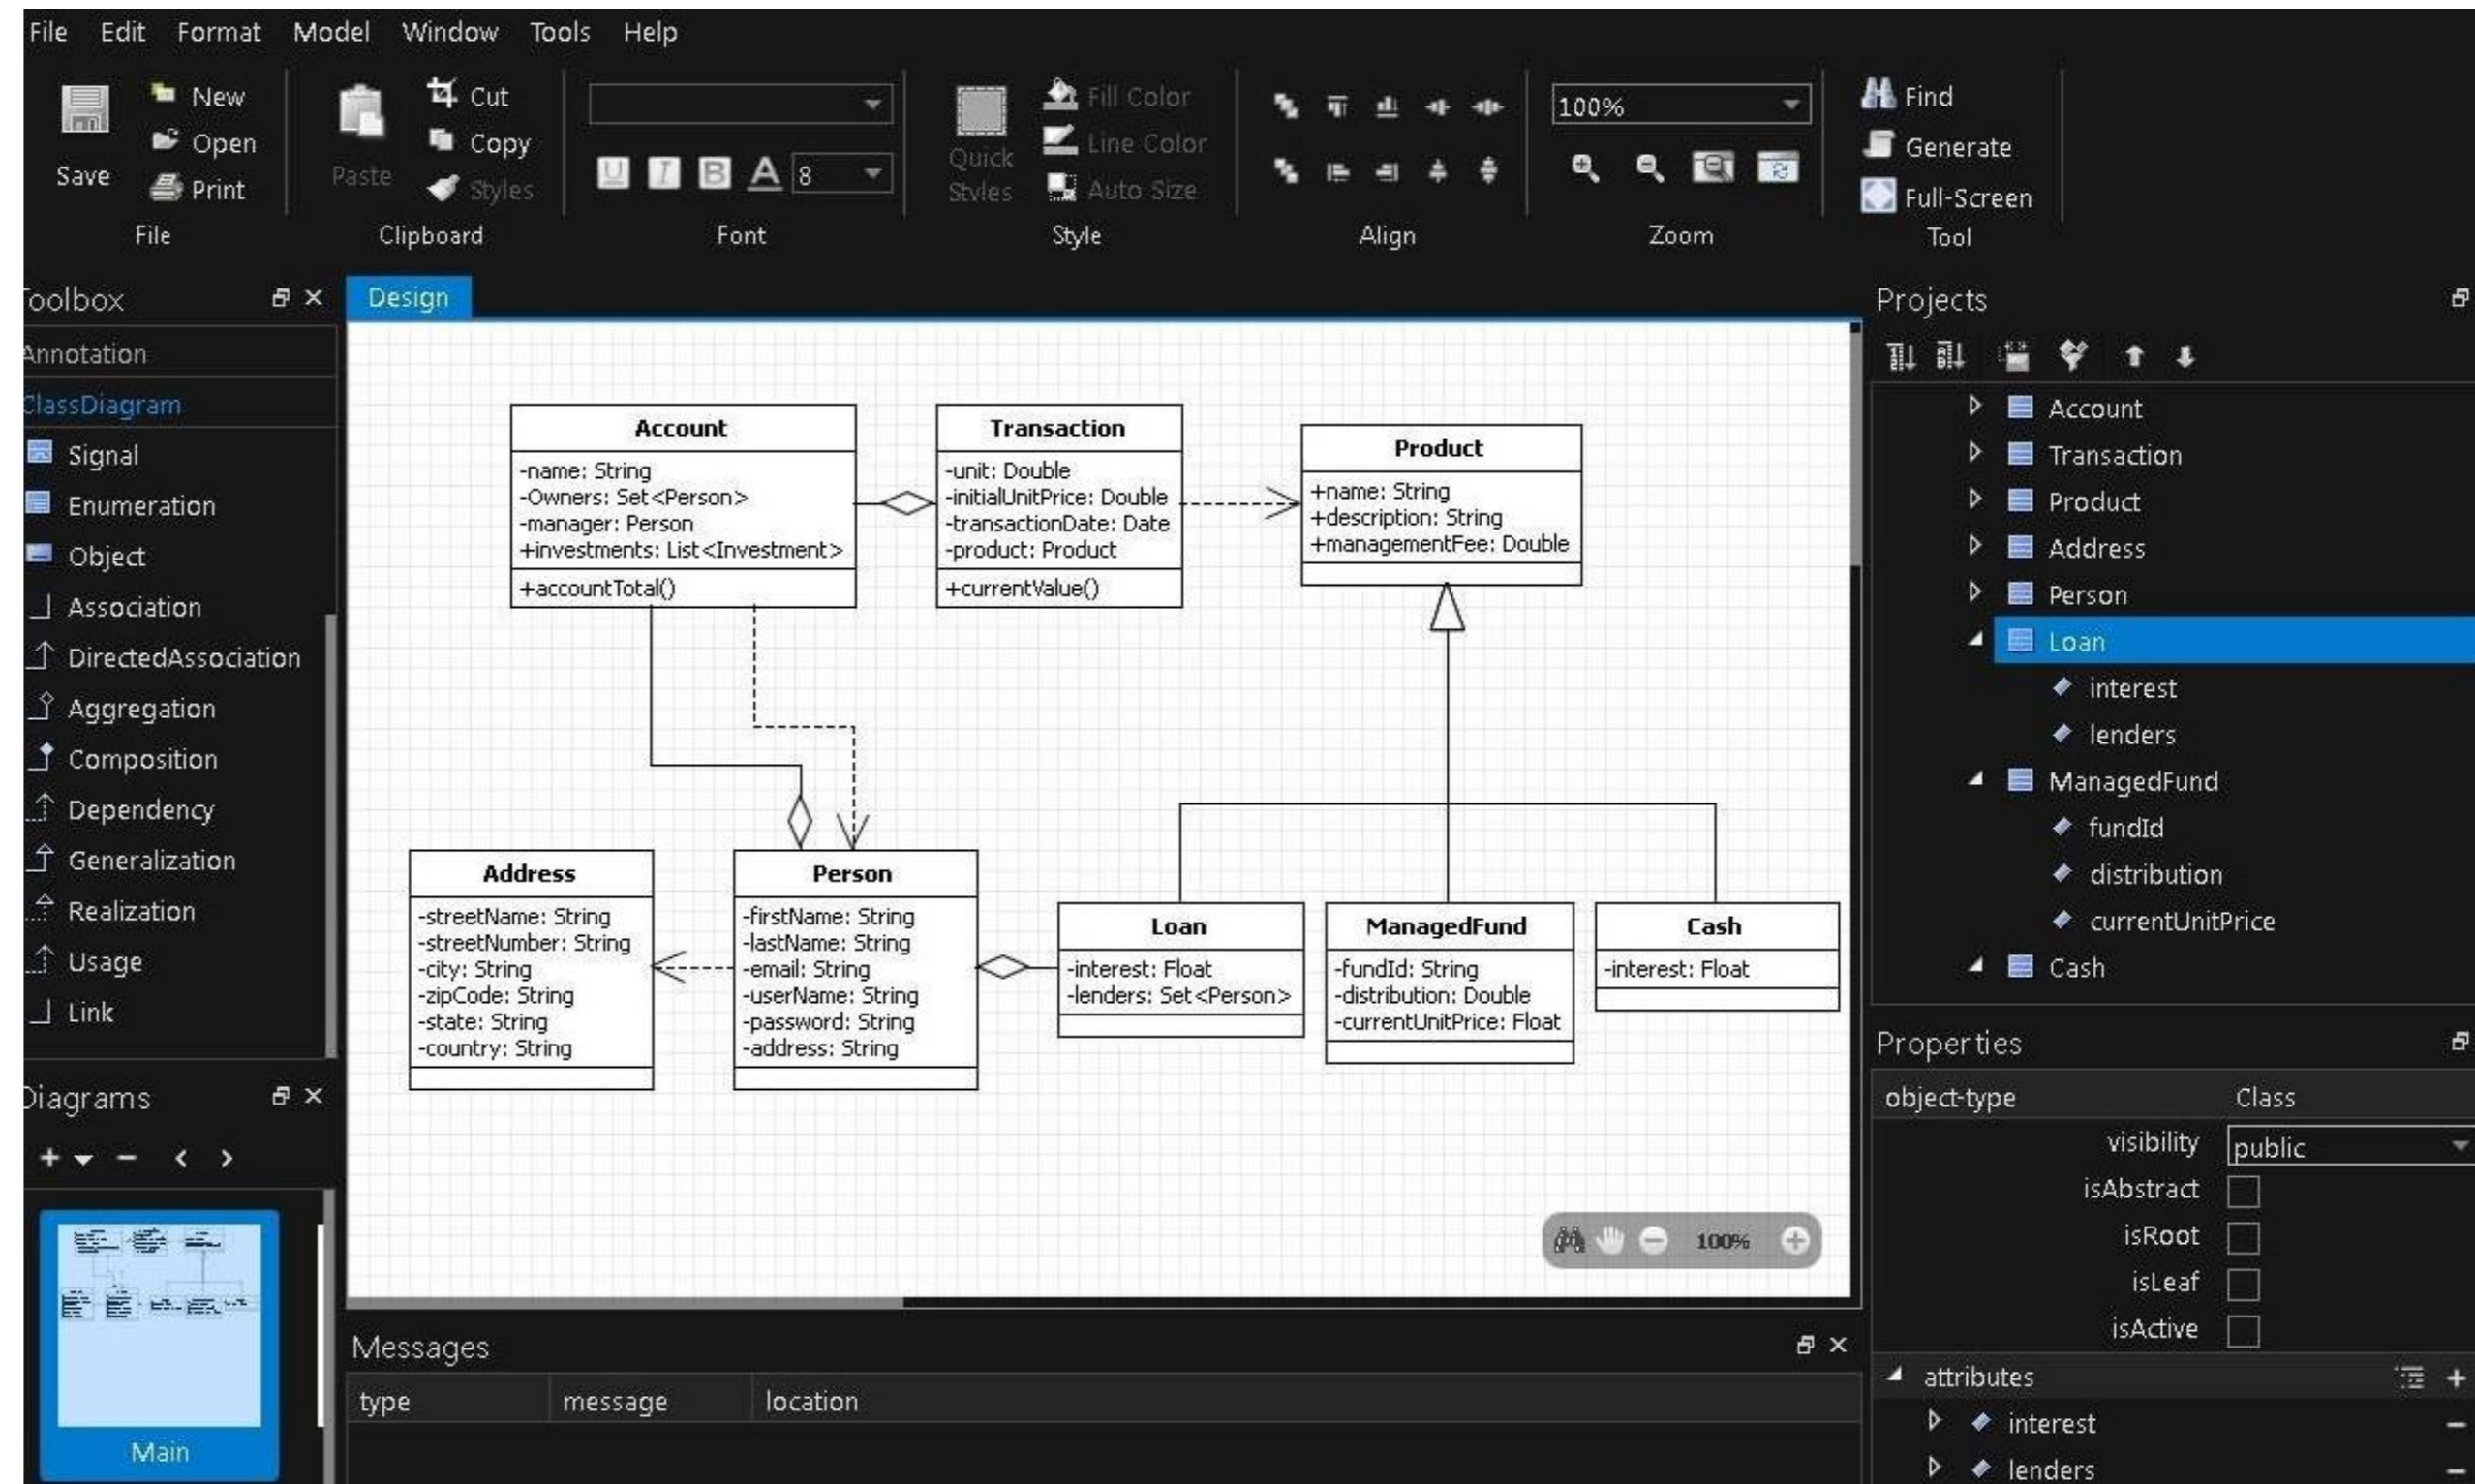 File Edit Format Model Window Tools Help
Save
New
Open
Print
File
Paste
Cut
Copy
Styles
Clipboard
8
Font
Quick
Styles
Fill Color
Line Color
Auto Size
Style
Align
100%
Zoom
Find
Generate
Full-Screen
Tool
oolbox
Annotation
ClassDiagram
Signal
Enumeration
Object
Association
DirectedAssociation
Aggregation
Composition
Dependency
Generalization
Realization
Usage
Link
Diagrams
Main
Design
Account
-name: String
-Owners: Set<Person>
-manager: Person
+investments: List<Investment>
+accountTotal()
Transaction
-unit: Double
-initialUnitPrice: Double
-transactionDate: Date
-product: Product
+currentValue()
Product
+name: String
+description: String
+managementFee: Double
Address
-streetName: String
-streetNumber: String
-city: String
-zipCode: String
-state: String
-country: String
Person
-firstName: String
-lastName: String
-email: String
-userName: String
-password: String
-address: String
Loan
-interest: Float
-lenders: Set<Person>
ManagedFund
-fundId: String
-distribution: Double
-currentUnitPrice: Float
Cash
-interest: Float
100%
Messages
type message location
Projects
Account
Transaction
Product
Address
Person
Loan
interest
lenders
ManagedFund
fundId
distribution
currentUnitPrice
Cash
Properties
object-type Class
visibility public
isAbstract
isRoot
isLeaf
isActive
attributes
interest
lenders